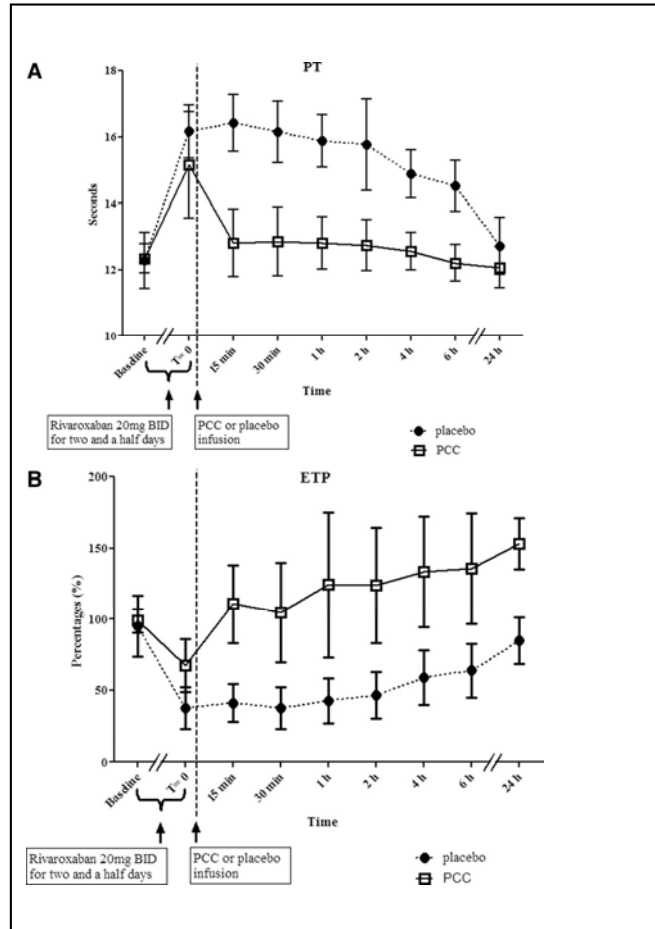 A
PT
18
16
14
12
10
Seconds
Basdine
T= 0
15 min
30 min
1 h
2 h
4 h
6 h
24 h
Time
Rivaroxaban 20mg BID
for two and a half days
PCC or placebo
infusion
placebo
PCC
B
ETP
200
150
100
50
0
Percentages (%)
Basdine
T= 0
15 min
30 min
1 h
2 h
4 h
6 h
24 h
Time
Rivaroxaban 20mg BID
for two and a half days
PCC or placebo
infusion
placebo
PCC